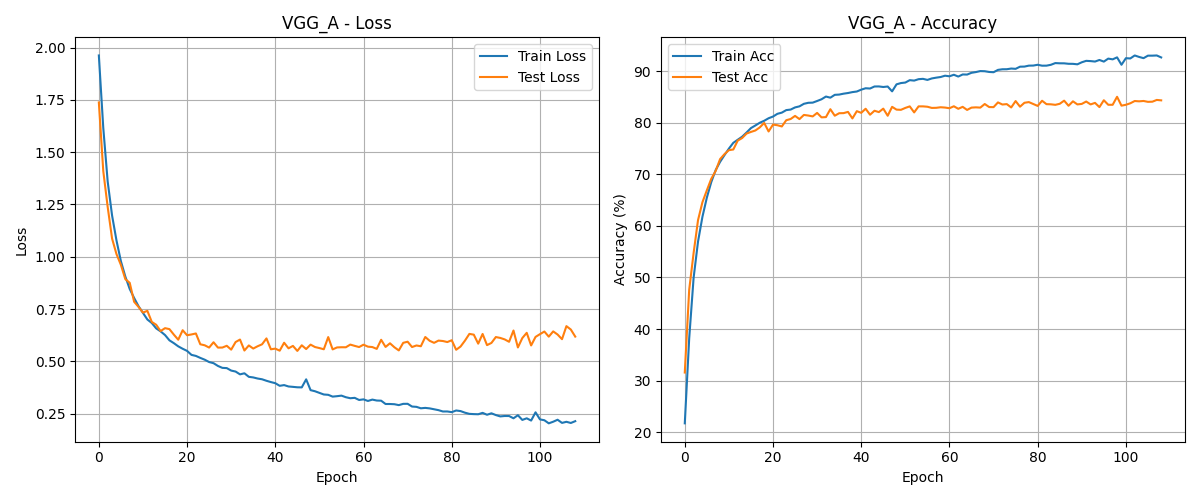 VGG_A - Loss
2.00
1.75
1.50
1.25
1.00
0.75
0.50
0.25
Loss
0 20 40 60 80 100
Epoch
Train Loss
Test Loss
VGG_A - Accuracy
90
80
70
60
50
40
30
20
Accuracy (%)
0 20 40 60 80 100
Epoch
Train Acc
Test Acc